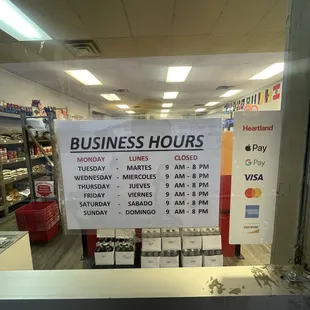 BUSINESS HOURS
MONDAY - LUNES CLOSED
TUESDAY - MARTES 9 AM - 8 PM
WEDNESDAY - MIERCOLES 9 AM - 8 PM
THURSDAY - JUEVES 9 AM - 8 PM
FRIDAY - VIERNES 9 AM - 8 PM
SATURDAY - SABADO 9 AM - 8 PM
SUNDAY - DOMINGO 9 AM - 8 PM
Heartland
Pay
G Pay
VISA
mastercard
DISCOVER